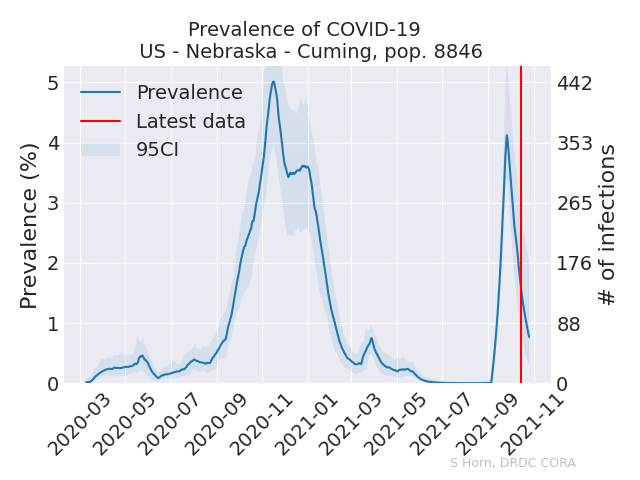 Prevalence of COVID-19
US - Nebraska - Cuming, pop. 8846
Prevalence
Latest data
95CI
Prevalence (%)
5
4
3
2
1
0
442
353
265
176
88
0
# of infections
2020-03
2020-05
2020-07
2020-09
2020-11
2021-01
2021-03
2021-05
2021-07
2021-09
2021-11
S Horn, DRDC CORA